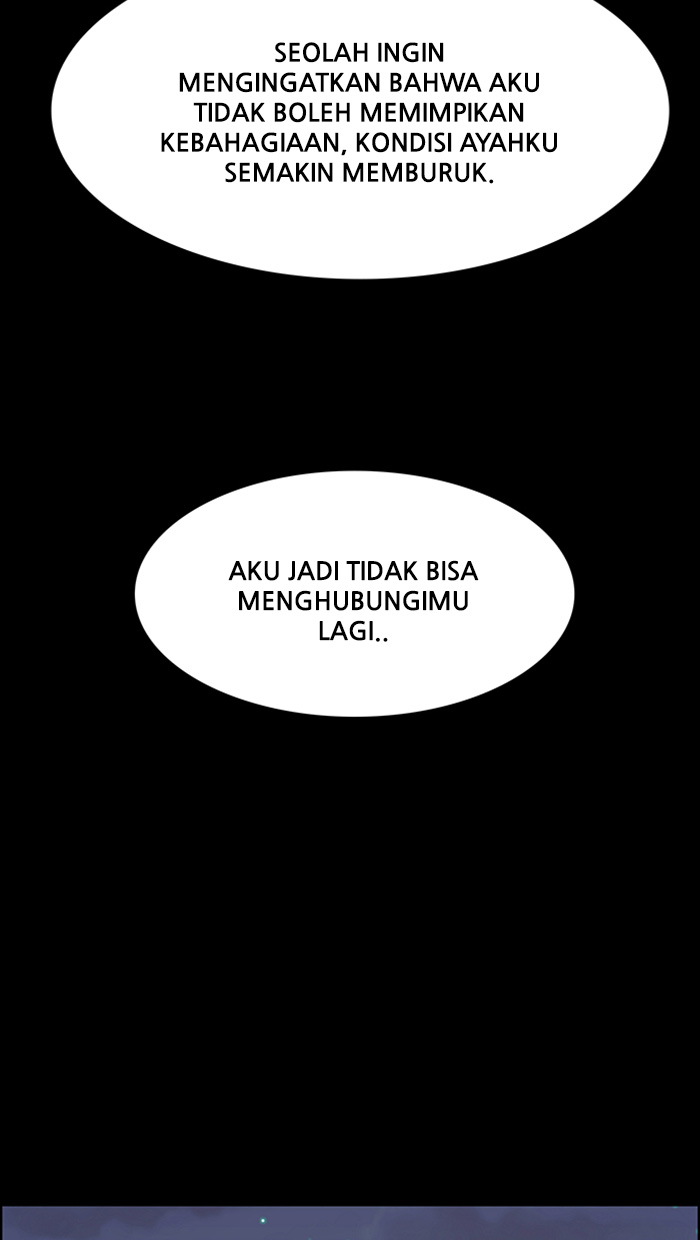 SEOLAH INGIN
MENGINGATKAN BAHWA AKU
TIDAK BOLEH MEMIMPIKAN
KEBAHAGIAAN, KONDISI AYAHKU
SEMAKIN MEMBURUK.
AKU JADI TIDAK BISA
MENGHUBUNGIMU
LAGI..